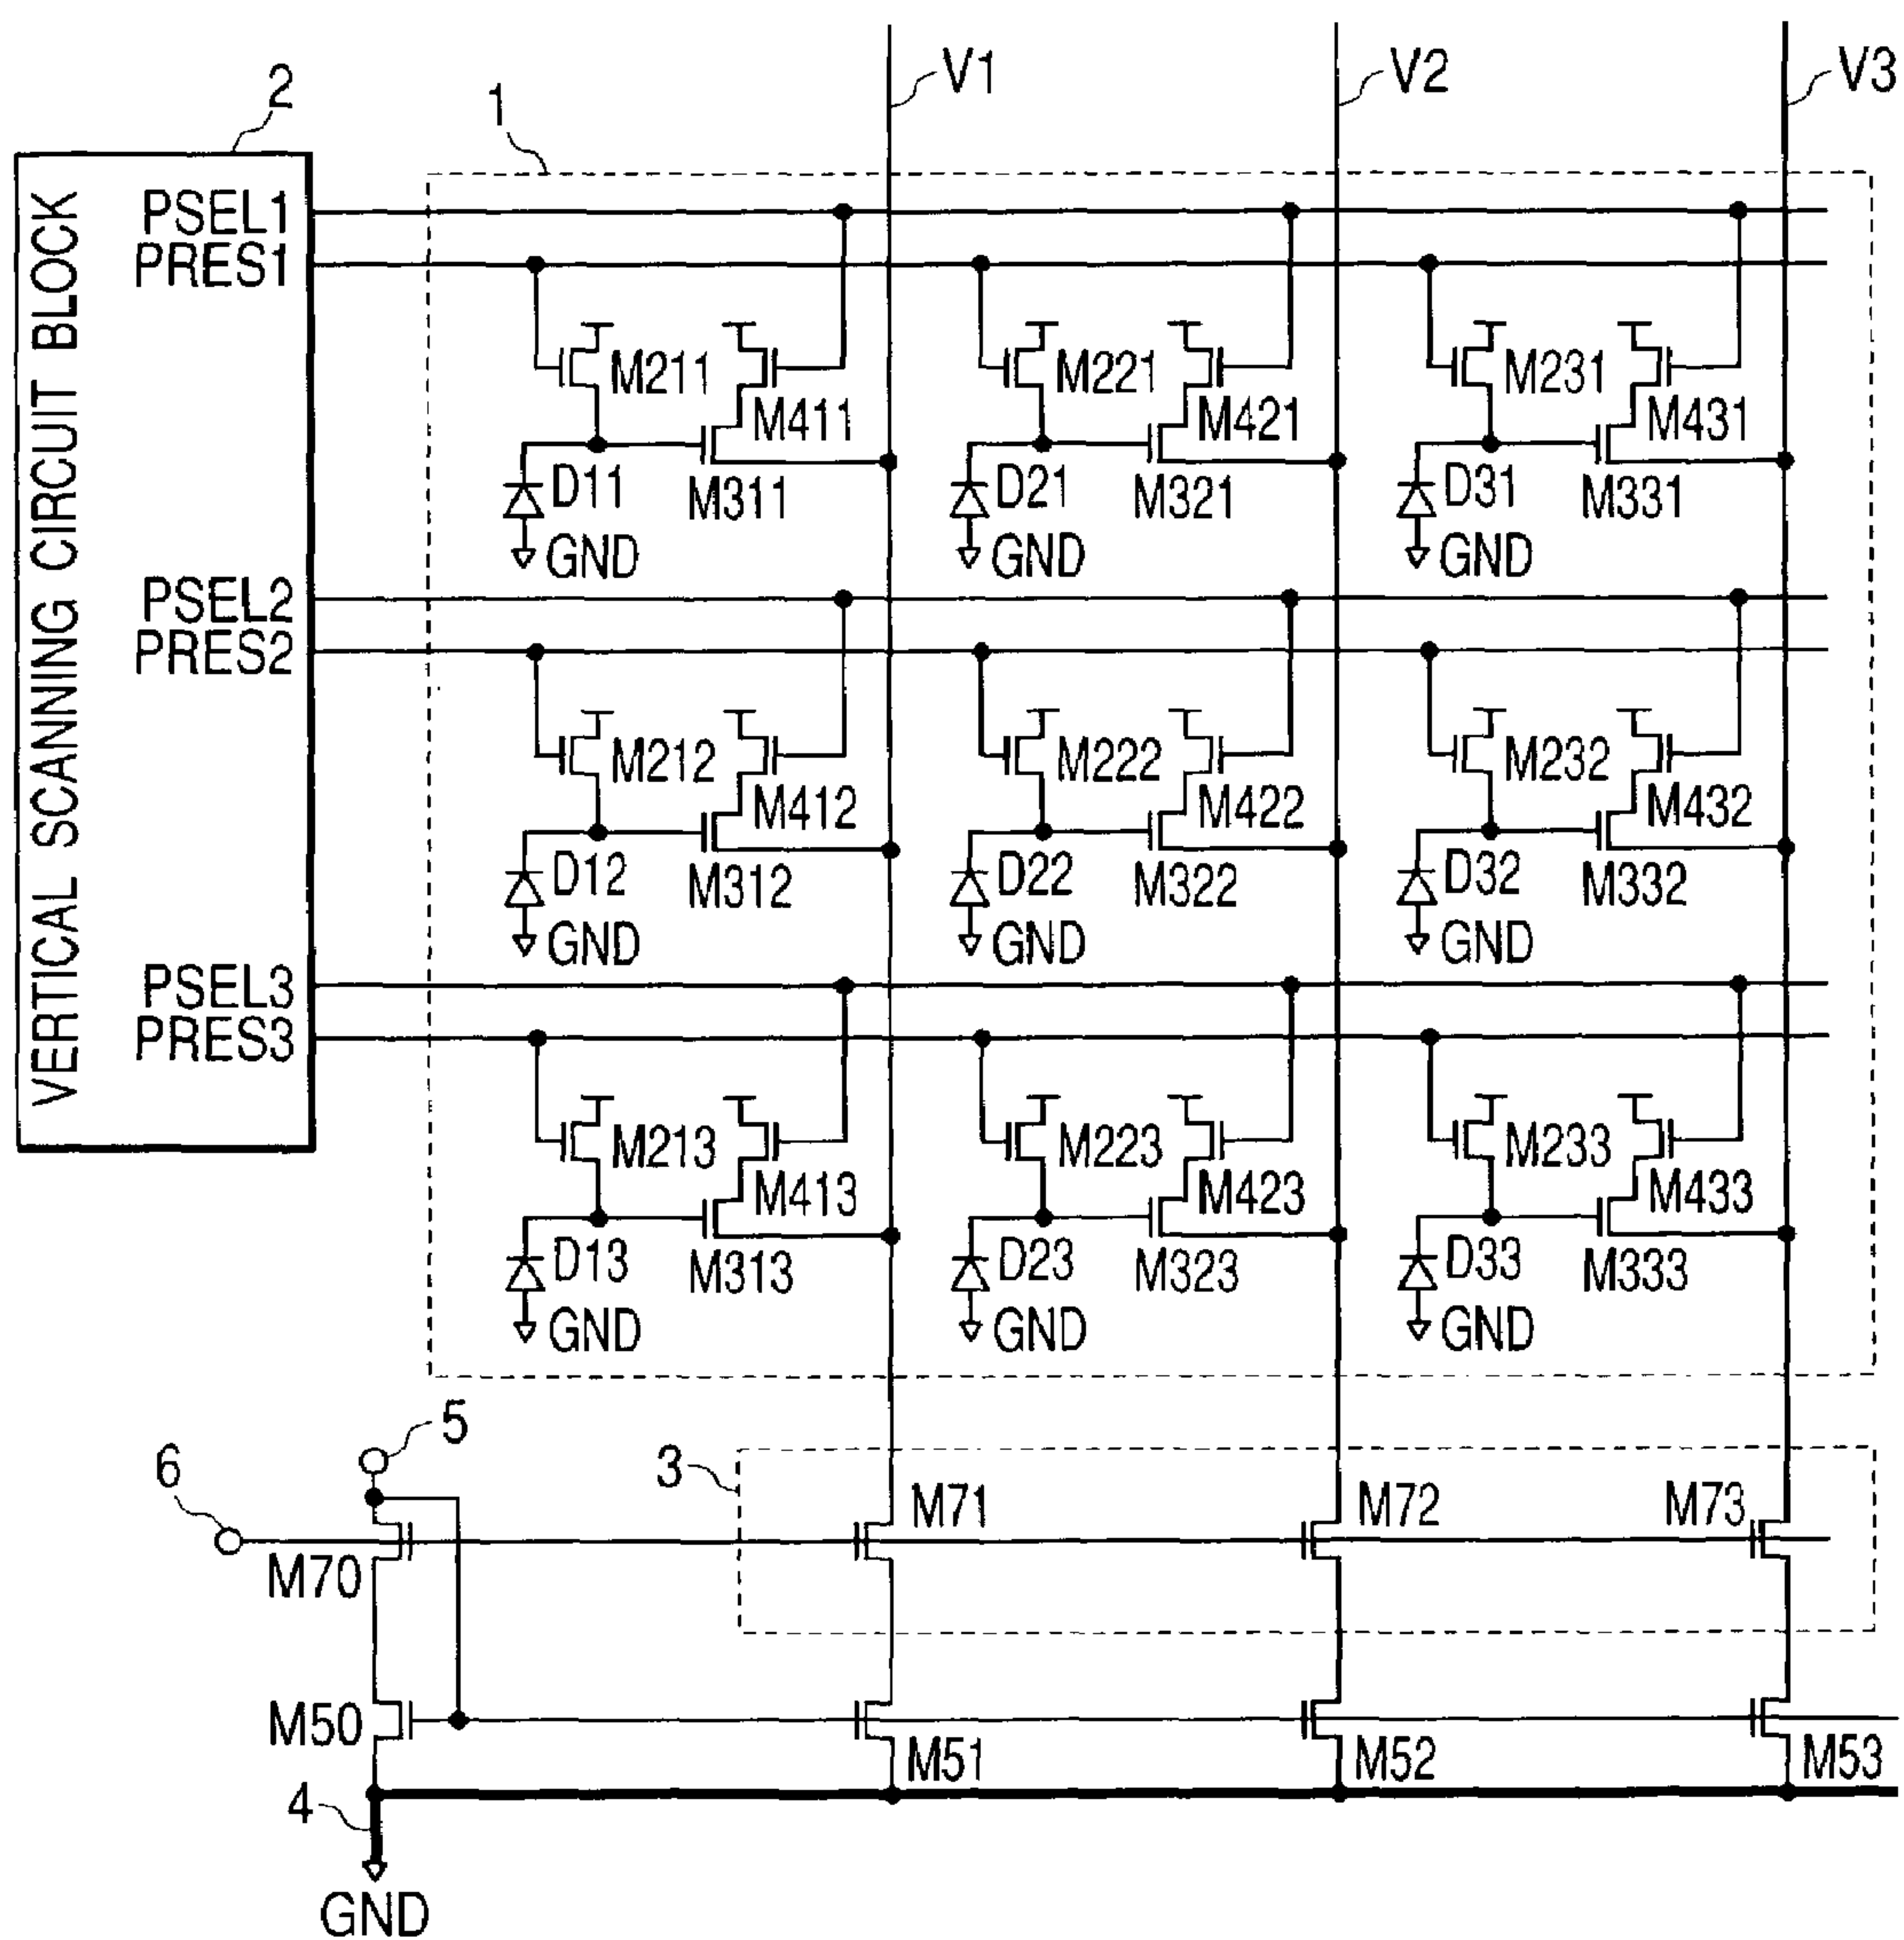 V1 V2 V3
2
1
VERTICAL SCANNING CIRCUIT BLOCK
PSEL1
PRES1
M211 M221 M231
M411 M421 M431
D11 D21 D31
M311 M321 M331
GND GND GND
PSEL2
PRES2
M212 M222 M232
M412 M422 M432
D12 D22 D32
M312 M322 M332
GND GND GND
PSEL3
PRES3
M213 M223 M233
M413 M423 M433
D13 D23 D33
M313 M323 M333
GND GND GND
5
6 3
M71 M72 M73
M70
M50
M51 M52 M53
4
GND